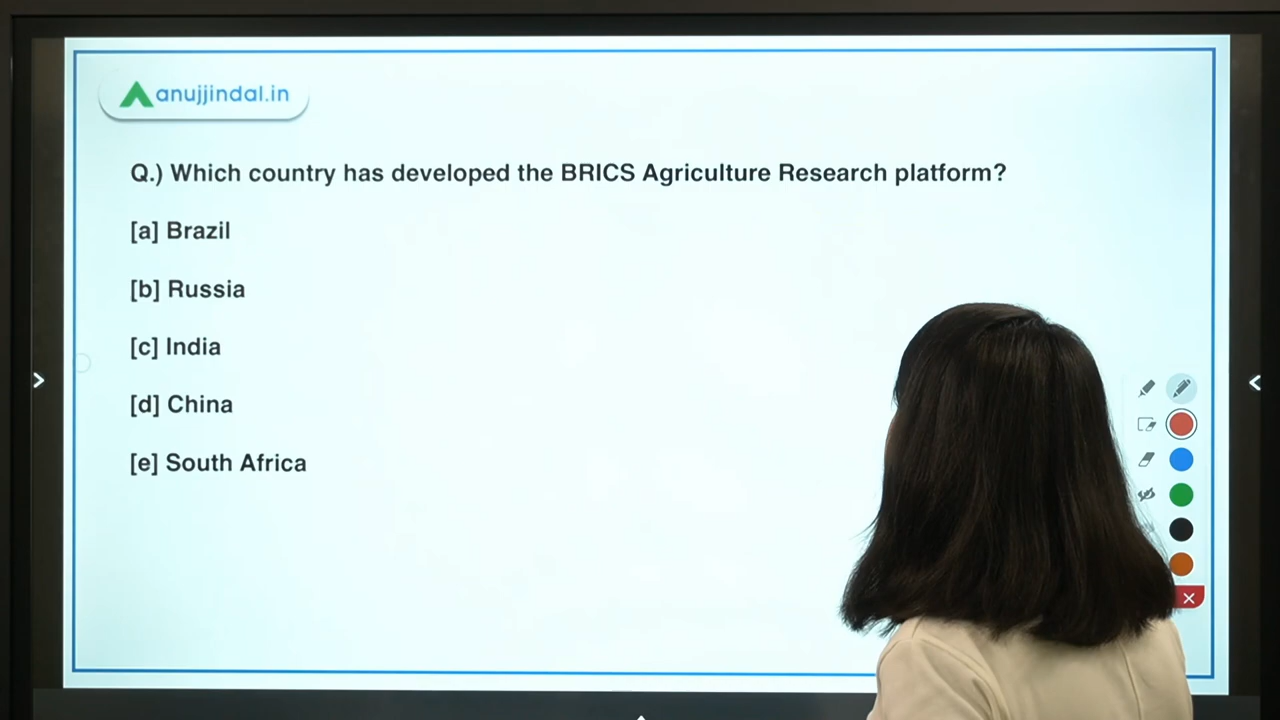 anujjindal.in
Q.) Which country has developed the BRICS Agriculture Research platform?
[a] Brazil
[b] Russia
[c] India
[d] China
[e] South Africa